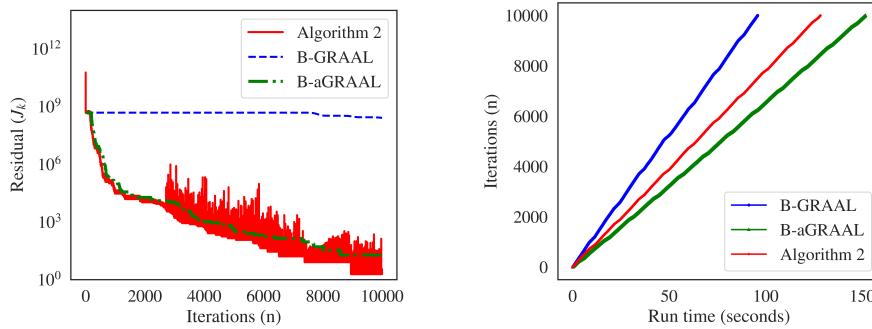 10^12
10^9
10^6
10^3
10^0
Residual (J_k)
0
2000
4000
6000
8000
10000
Iterations (n)
Algorithm 2
B-GRAAL
B-aGRAAL
10000
8000
6000
4000
2000
0
Iterations (n)
0
50
100
150
Run time (seconds)
B-GRAAL
B-aGRAAL
Algorithm 2